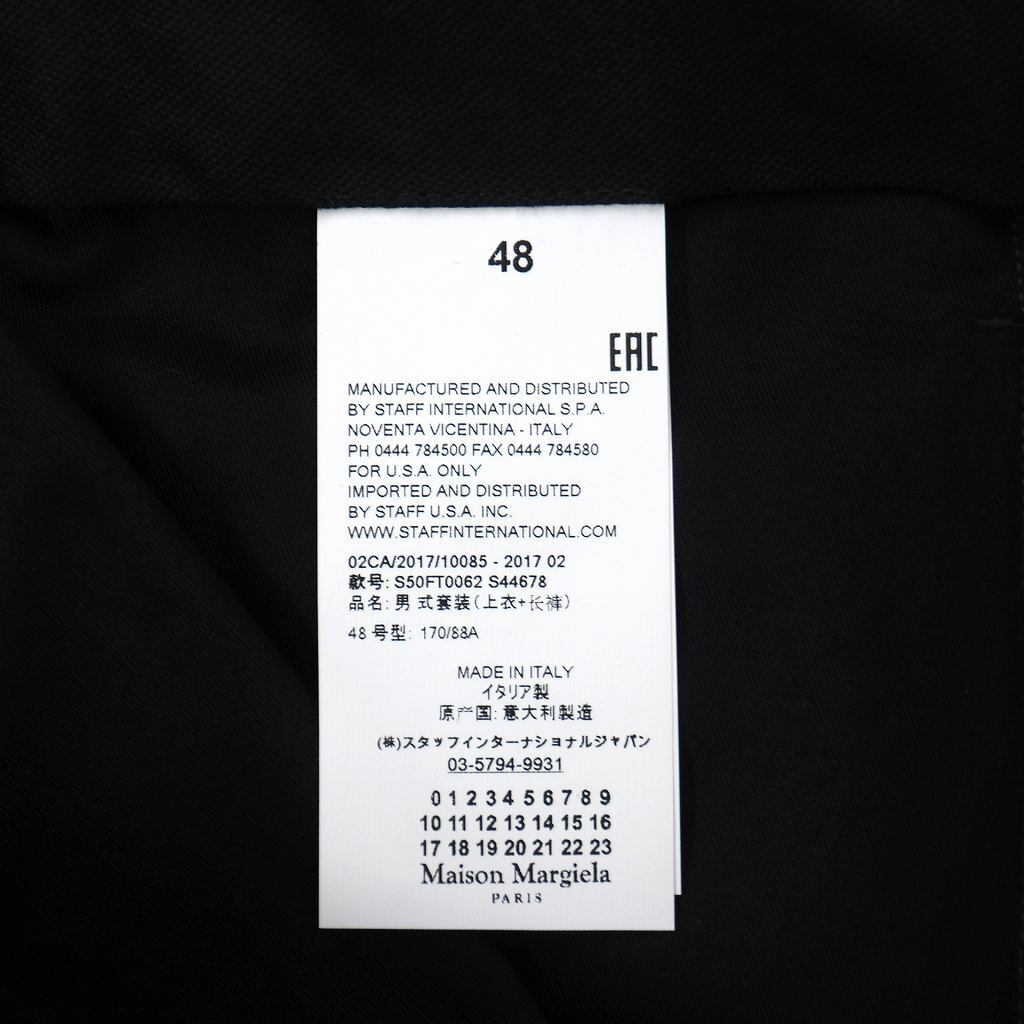 48
EAC
MANUFACTURED AND DISTRIBUTED
BY STAFF INTERNATIONAL S.P.A.
NOVENTA VICENTINA - ITALY
PH 0444 784500 FAX 0444 784580
FOR U.S.A. ONLY
IMPORTED AND DISTRIBUTED
BY STAFF U.S.A. INC.
WWW.STAFFINTERNATIONAL.COM
02CA/2017/10085 - 2017 02
款号: S50FT0062 S44678
品名: 男 式套装(上衣+长裤)
48 号型: 170/88A
MADE IN ITALY
イタリア製
原产国: 意大利製造
(株)スタッフインターナショナルジャパン
03-5794-9931
0 1 2 3 4 5 6 7 8 9
10 11 12 13 14 15 16
17 18 19 20 21 22 23
Maison Margiela
PARIS